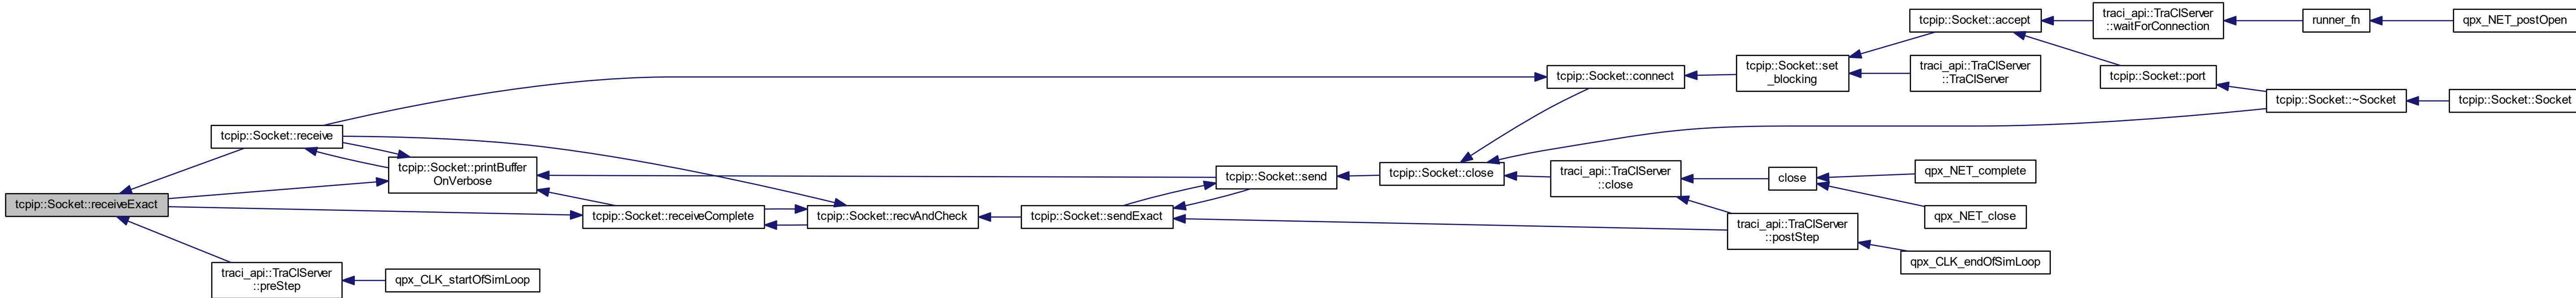 tcpip::Socket::receiveExact
tcpip::Socket::receive
traci_api::TraCIServer
::preStep
tcpip::Socket::printBuffer
OnVerbose
qpx_CLK_startOfSimLoop
tcpip::Socket::receiveComplete
tcpip::Socket::recvAndCheck
tcpip::Socket::sendExact
tcpip::Socket::send
tcpip::Socket::close
tcpip::Socket::connect
traci_api::TraCIServer
::close
tcpip::Socket::set
_blocking
traci_api::TraCIServer
::postStep
close
tcpip::Socket::accept
traci_api::TraCIServer
::TraCIServer
qpx_NET_complete
qpx_NET_close
qpx_CLK_endOfSimLoop
traci_api::TraCIServer
::waitForConnection
tcpip::Socket::port
runner_fn
tcpip::Socket::~Socket
qpx_NET_postOpen
tcpip::Socket::Socket